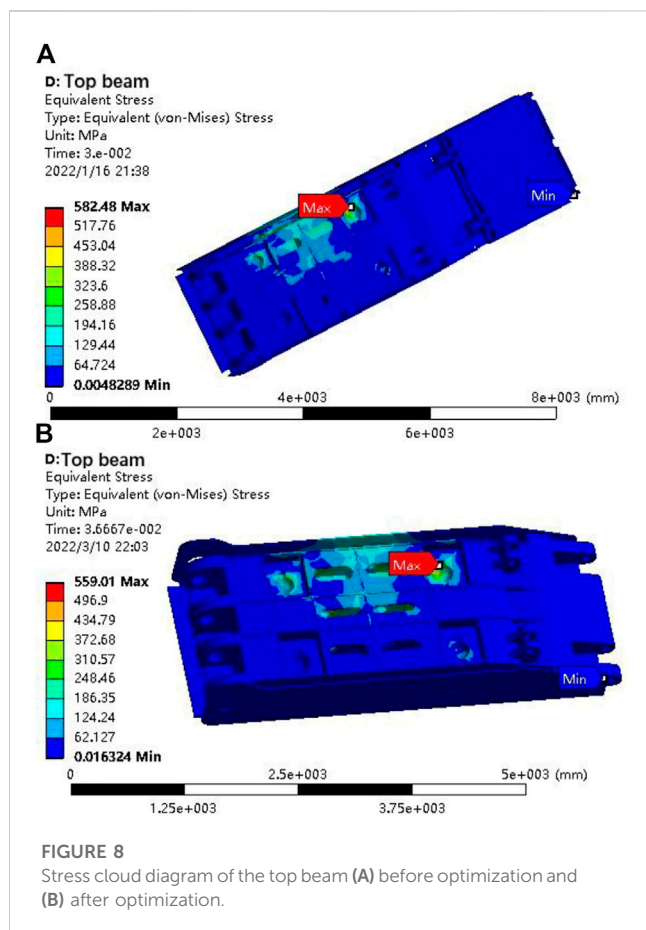 A
D: Top beam
Equivalent Stress
Type: Equivalent (von-Mises) Stress
Unit: MPa
Time: 3.e-002
2022/1/16 21:38
582.48 Max
517.76
453.04
388.32
323.6
258.88
194.16
129.44
64.724
0.0048289 Min
Max
Min
0 4e+003 8e+003 (mm)
2e+003 6e+003
B
D: Top beam
Equivalent Stress
Type: Equivalent (von-Mises) Stress
Unit: MPa
Time: 3.6667e-002
2022/3/10 22:03
559.01 Max
496.9
434.79
372.68
310.57
248.46
186.35
124.24
62.127
0.016324 Min
Max
Min
0 2.5e+003 5e+003 (mm)
1.25e+003 3.75e+003
FIGURE 8
Stress cloud diagram of the top beam (A) before optimization and
(B) after optimization.